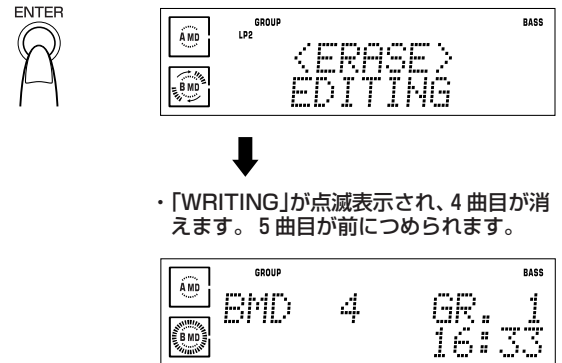 ENTER
A MD
GROUP
BASS
LP2
B MD
<ERASE>
EDITING
・「WRITING」が点滅表示され、4 曲目が消
えます。 5 曲目が前につめられます。
A MD
GROUP
BASS
B MD
BMD 4 GR. 1
16:33